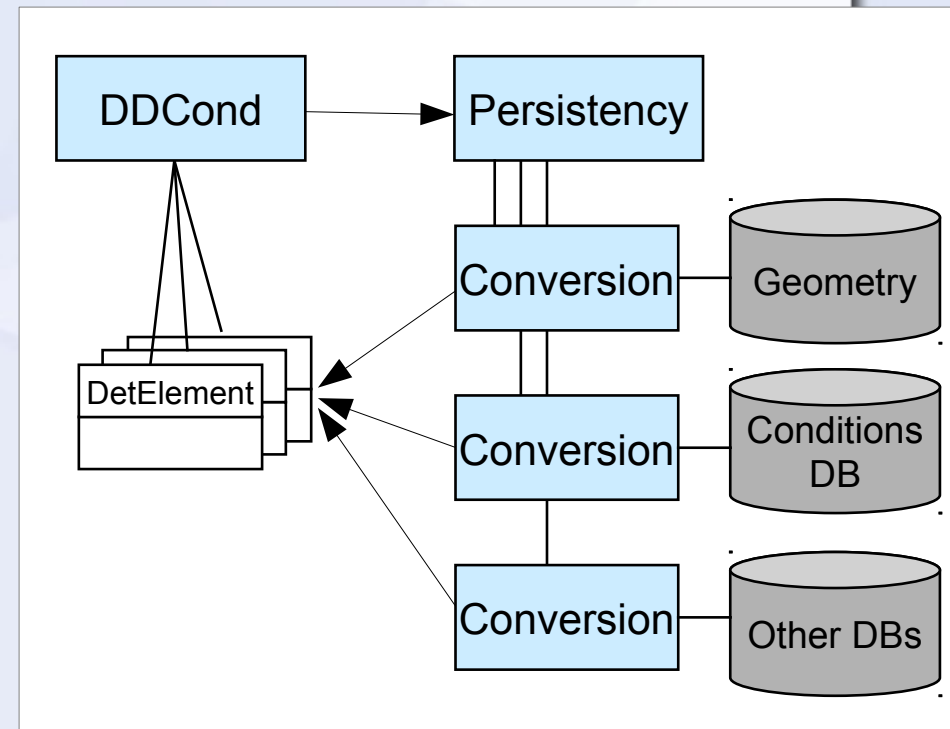 DDCond
Persistency
Conversion
Geometry
DetElement
Conversion
Conditions
DB
Conversion
Other DBs